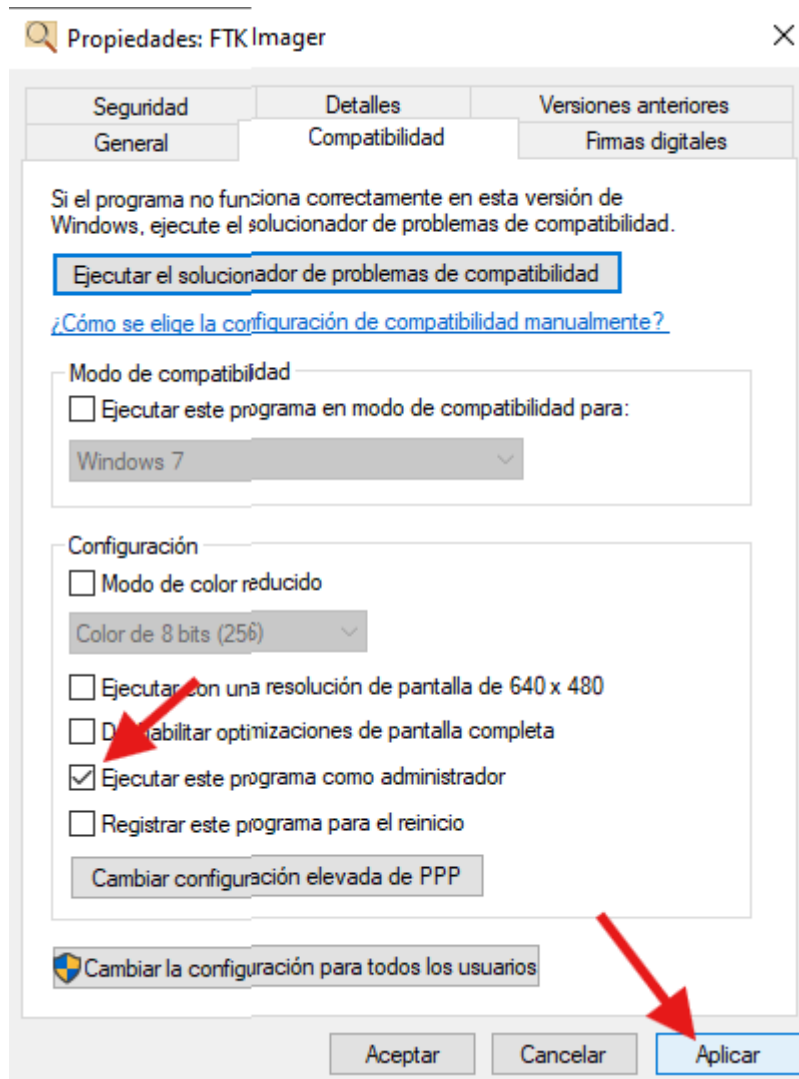 Propiedades: FTK Imager
Seguridad Detalles Versiones anteriores
General Compatibilidad Firmas digitales
Si el programa no funciona correctamente en esta versión de
Windows, ejecute el solucionador de problemas de compatibilidad.
Ejecutar el solucionador de problemas de compatibilidad
¿Cómo se elige la configuración de compatibilidad manualmente?
Modo de compatibilidad
Ejecutar este programa en modo de compatibilidad para:
Windows 7
Configuración
Modo de color reducido
Color de 8 bits (256)
Ejecutar con una resolución de pantalla de 640 x 480
Deshabilitar optimizaciones de pantalla completa
Ejecutar este programa como administrador
Registrar este programa para el reinicio
Cambiar configuración elevada de PPP
Cambiar la configuración para todos los usuarios
Aceptar Cancelar Aplicar